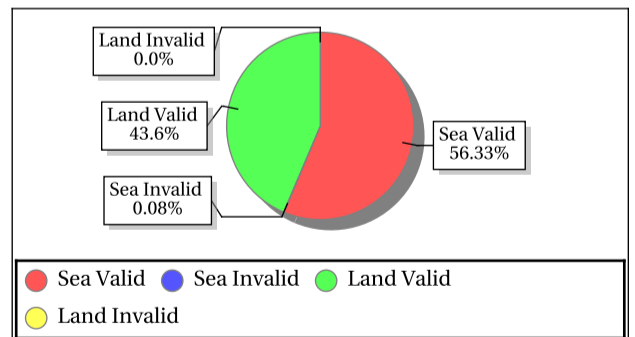 Land Invalid
0.0%
Land Valid
43.6%
Sea Valid
56.33%
Sea Invalid
0.08%
Sea Valid Sea Invalid Land Valid
Land Invalid